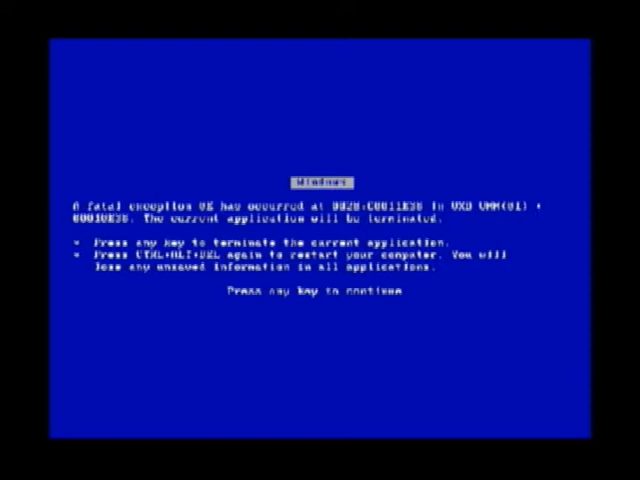 Windows
A fatal exception 0E has occurred at 0028:C0011E36 in VXD VMM(01) +
00010E36. The current application will be terminated.
* Press any key to terminate the current application.
* Press CTRL+ALT+DEL again to restart your computer. You will
lose any unsaved information in all applications.
Press any key to continue